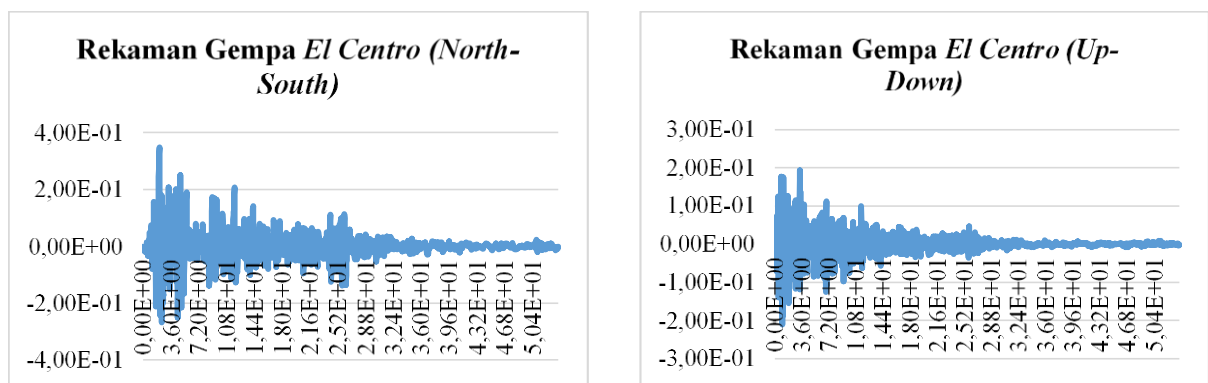 Rekaman Gempa El Centro (North-
South)
4,00E-01
2,00E-01
0,00E+00
-2,00E-01
-4,00E-01
0,00E+00
3,60E+00
7,20E+00
1,08E+01
1,44E+01
1,80E+01
2,16E+01
2,52E+01
2,88E+01
3,24E+01
3,60E+01
3,96E+01
4,32E+01
4,68E+01
5,04E+01
Rekaman Gempa El Centro (Up-
Down)
3,00E-01
2,00E-01
1,00E-01
0,00E+00
-1,00E-01
-2,00E-01
-3,00E-01
0,00E+00
3,60E+00
7,20E+00
1,08E+01
1,44E+01
1,80E+01
2,16E+01
2,52E+01
2,88E+01
3,24E+01
3,60E+01
3,96E+01
4,32E+01
4,68E+01
5,04E+01